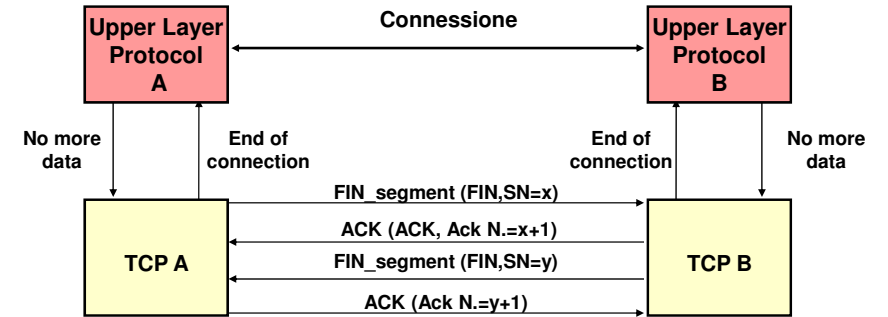 Connessione
Upper Layer
Protocol
A
Upper Layer
Protocol
B
No more
data
End of
connection
End of
connection
No more
data
FIN_segment (FIN,SN=x)
ACK (ACK, Ack N.=x+1)
FIN_segment (FIN,SN=y)
ACK (Ack N.=y+1)
TCP A
TCP B